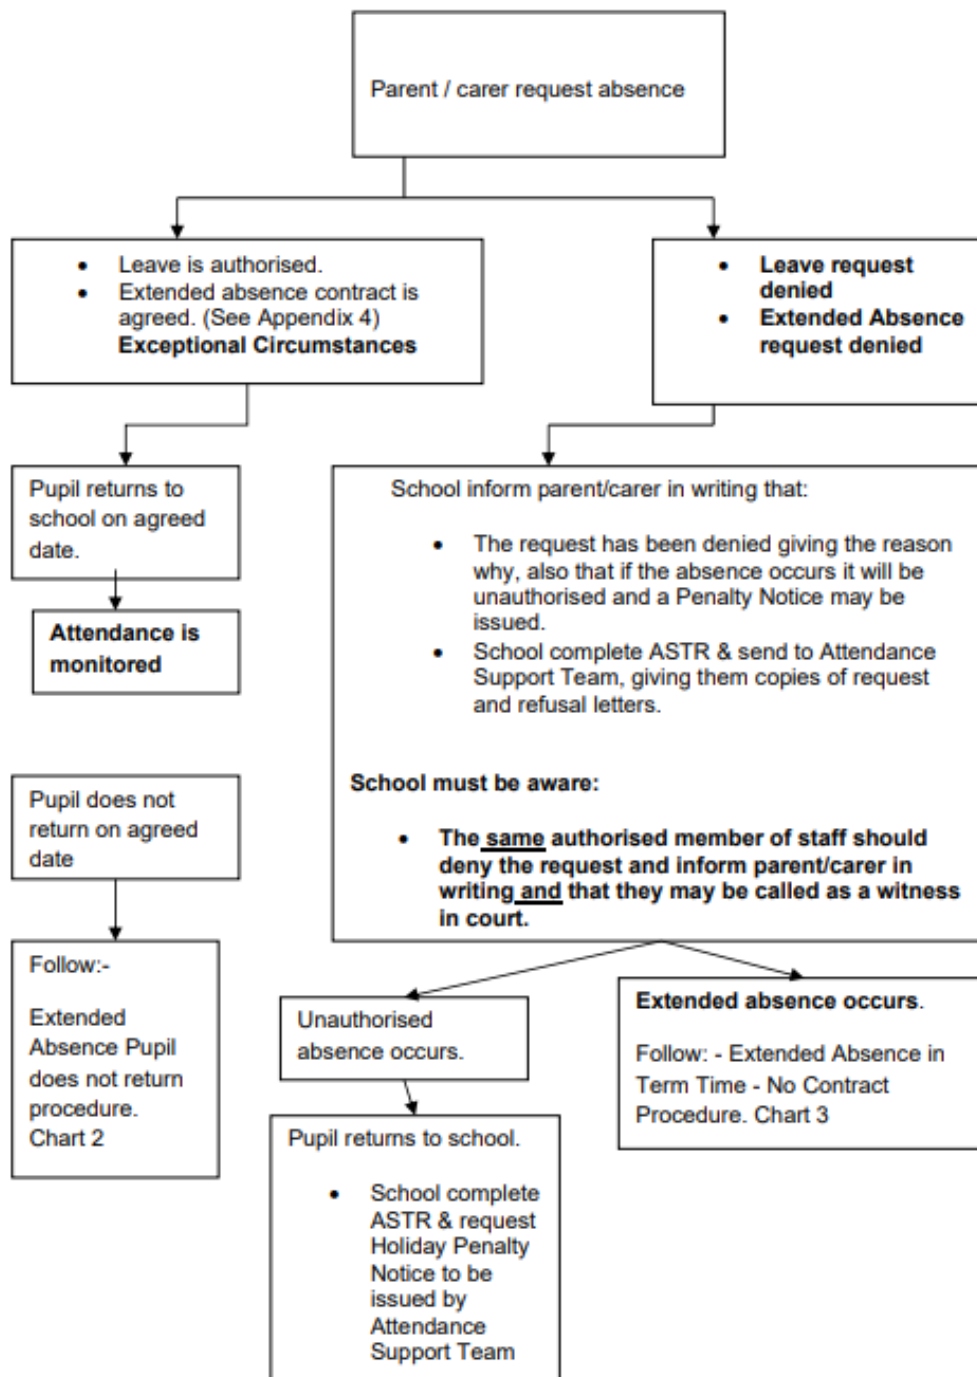 Parent / carer request absence
• Leave is authorised.
• Extended absence contract is
agreed. (See Appendix 4)
Exceptional Circumstances
• Leave request
denied
• Extended Absence
request denied
Pupil returns to
school on agreed
date.
Attendance is
monitored
School inform parent/carer in writing that:
• The request has been denied giving the reason
why, also that if the absence occurs it will be
unauthorised and a Penalty Notice may be
issued.
• School complete ASTR & send to Attendance
Support Team, giving them copies of request
and refusal letters.
School must be aware:
• The same authorised member of staff should
deny the request and inform parent/carer in
writing and that they may be called as a witness
in court.
Pupil does not
return on agreed
date
Follow:-
Extended
Absence Pupil
does not return
procedure.
Chart 2
Unauthorised
absence occurs.
Extended absence occurs.
Follow: - Extended Absence in
Term Time - No Contract
Procedure. Chart 3
Pupil returns to school.
• School complete
ASTR & request
Holiday Penalty
Notice to be
issued by
Attendance
Support Team